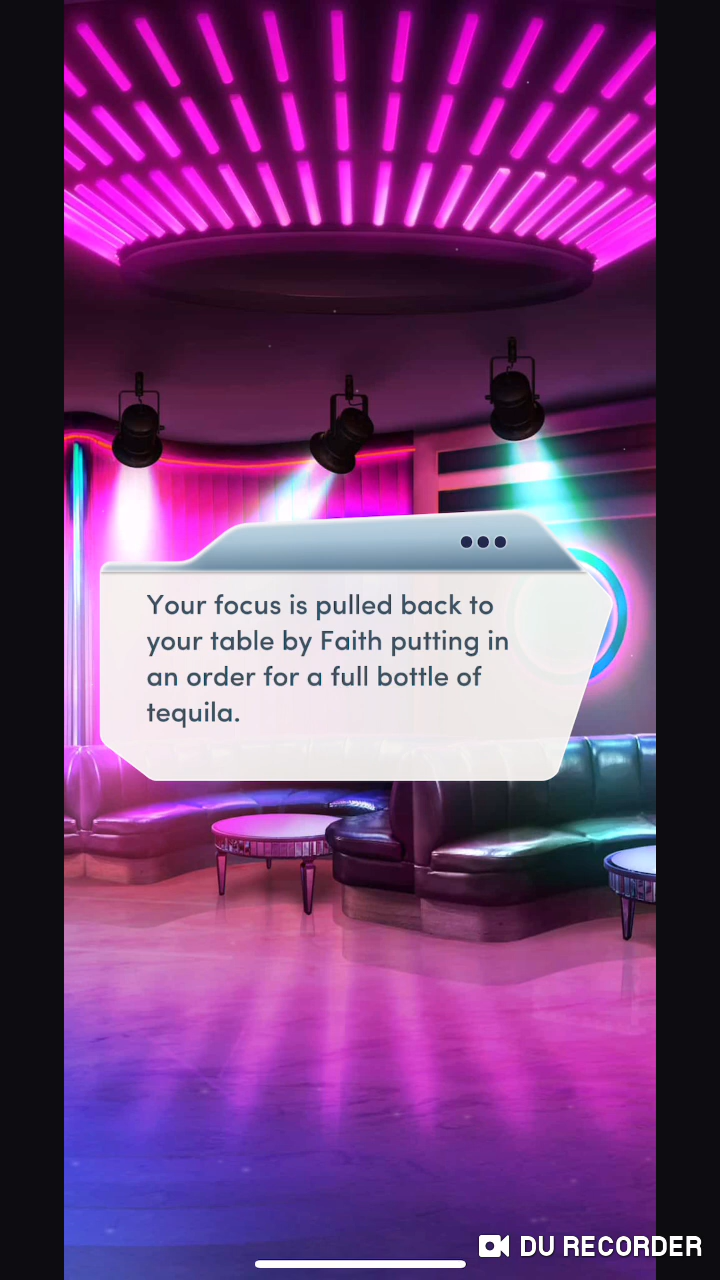 Your focus is pulled back to
your table by Faith putting in
an order for a full bottle of
tequila.
DU RECORDER